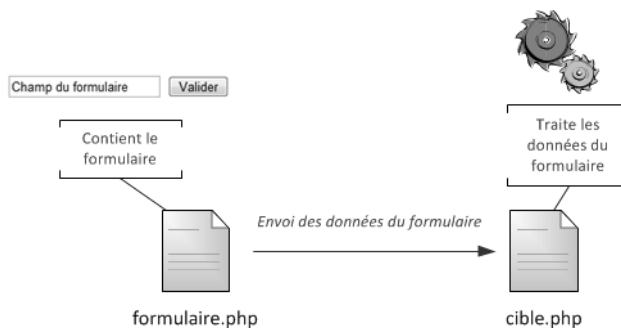 Champ du formulaire
Valider
Contient le
formulaire
Traite les
données du
formulaire
Envoi des données du formulaire
formulaire.php
cible.php